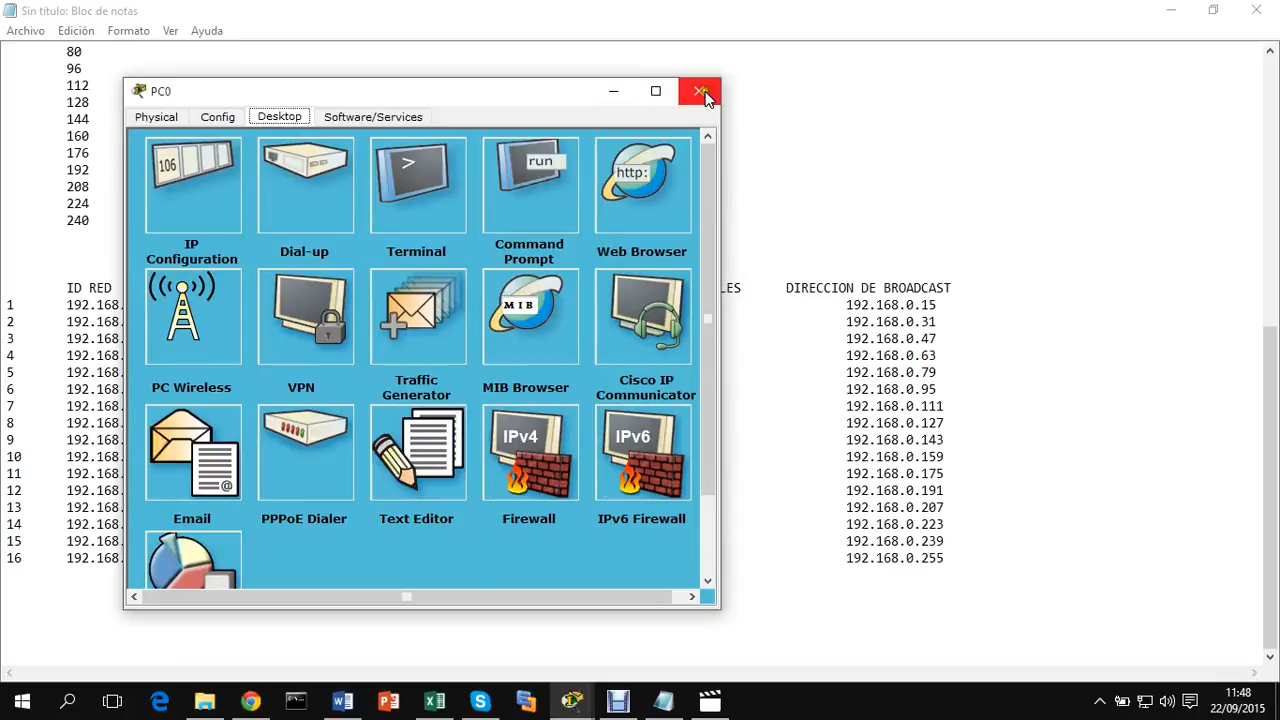 Sin título: Bloc de notas
Archivo Edición Formato Ver Ayuda
80
96
112
128
144
160
176
192
208
224
240
PC0
Physical Config Desktop Software/Services
106
>
run
http:
IP Configuration
Dial-up
Terminal
Command Prompt
Web Browser
MIB
PC Wireless
VPN
Traffic Generator
MIB Browser
Cisco IP Communicator
@
IPv4
IPv6
Email
PPPoE Dialer
Text Editor
Firewall
IPv6 Firewall
ID RED LES DIRECCION DE BROADCAST
1 192.168. 192.168.0.15
2 192.168. 192.168.0.31
3 192.168. 192.168.0.47
4 192.168. 192.168.0.63
5 192.168. 192.168.0.79
6 192.168. 192.168.0.95
7 192.168. 192.168.0.111
8 192.168. 192.168.0.127
9 192.168. 192.168.0.143
10 192.168. 192.168.0.159
11 192.168. 192.168.0.175
12 192.168. 192.168.0.191
13 192.168. 192.168.0.207
14 192.168. 192.168.0.223
15 192.168. 192.168.0.239
16 192.168. 192.168.0.255
11:48
22/09/2015